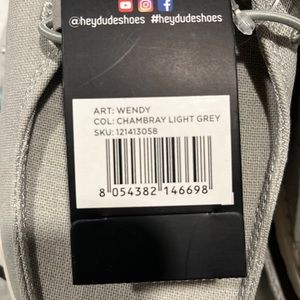 @heydudeshoes #heydudeshoes
ART: WENDY
COL: CHAMBRAY LIGHT GREY
SKU: 121413058
8 054382 146698